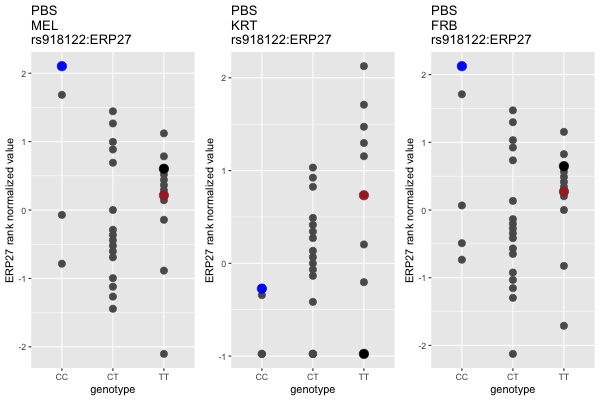 PBS
MEL
rs918122:ERP27
ERP27 rank normalized value
2
1
0
-1
-2
CC CT TT
genotype
PBS
KRT
rs918122:ERP27
ERP27 rank normalized value
2
1
0
-1
CC CT TT
genotype
PBS
FRB
rs918122:ERP27
ERP27 rank normalized value
2
1
0
-1
-2
CC CT TT
genotype